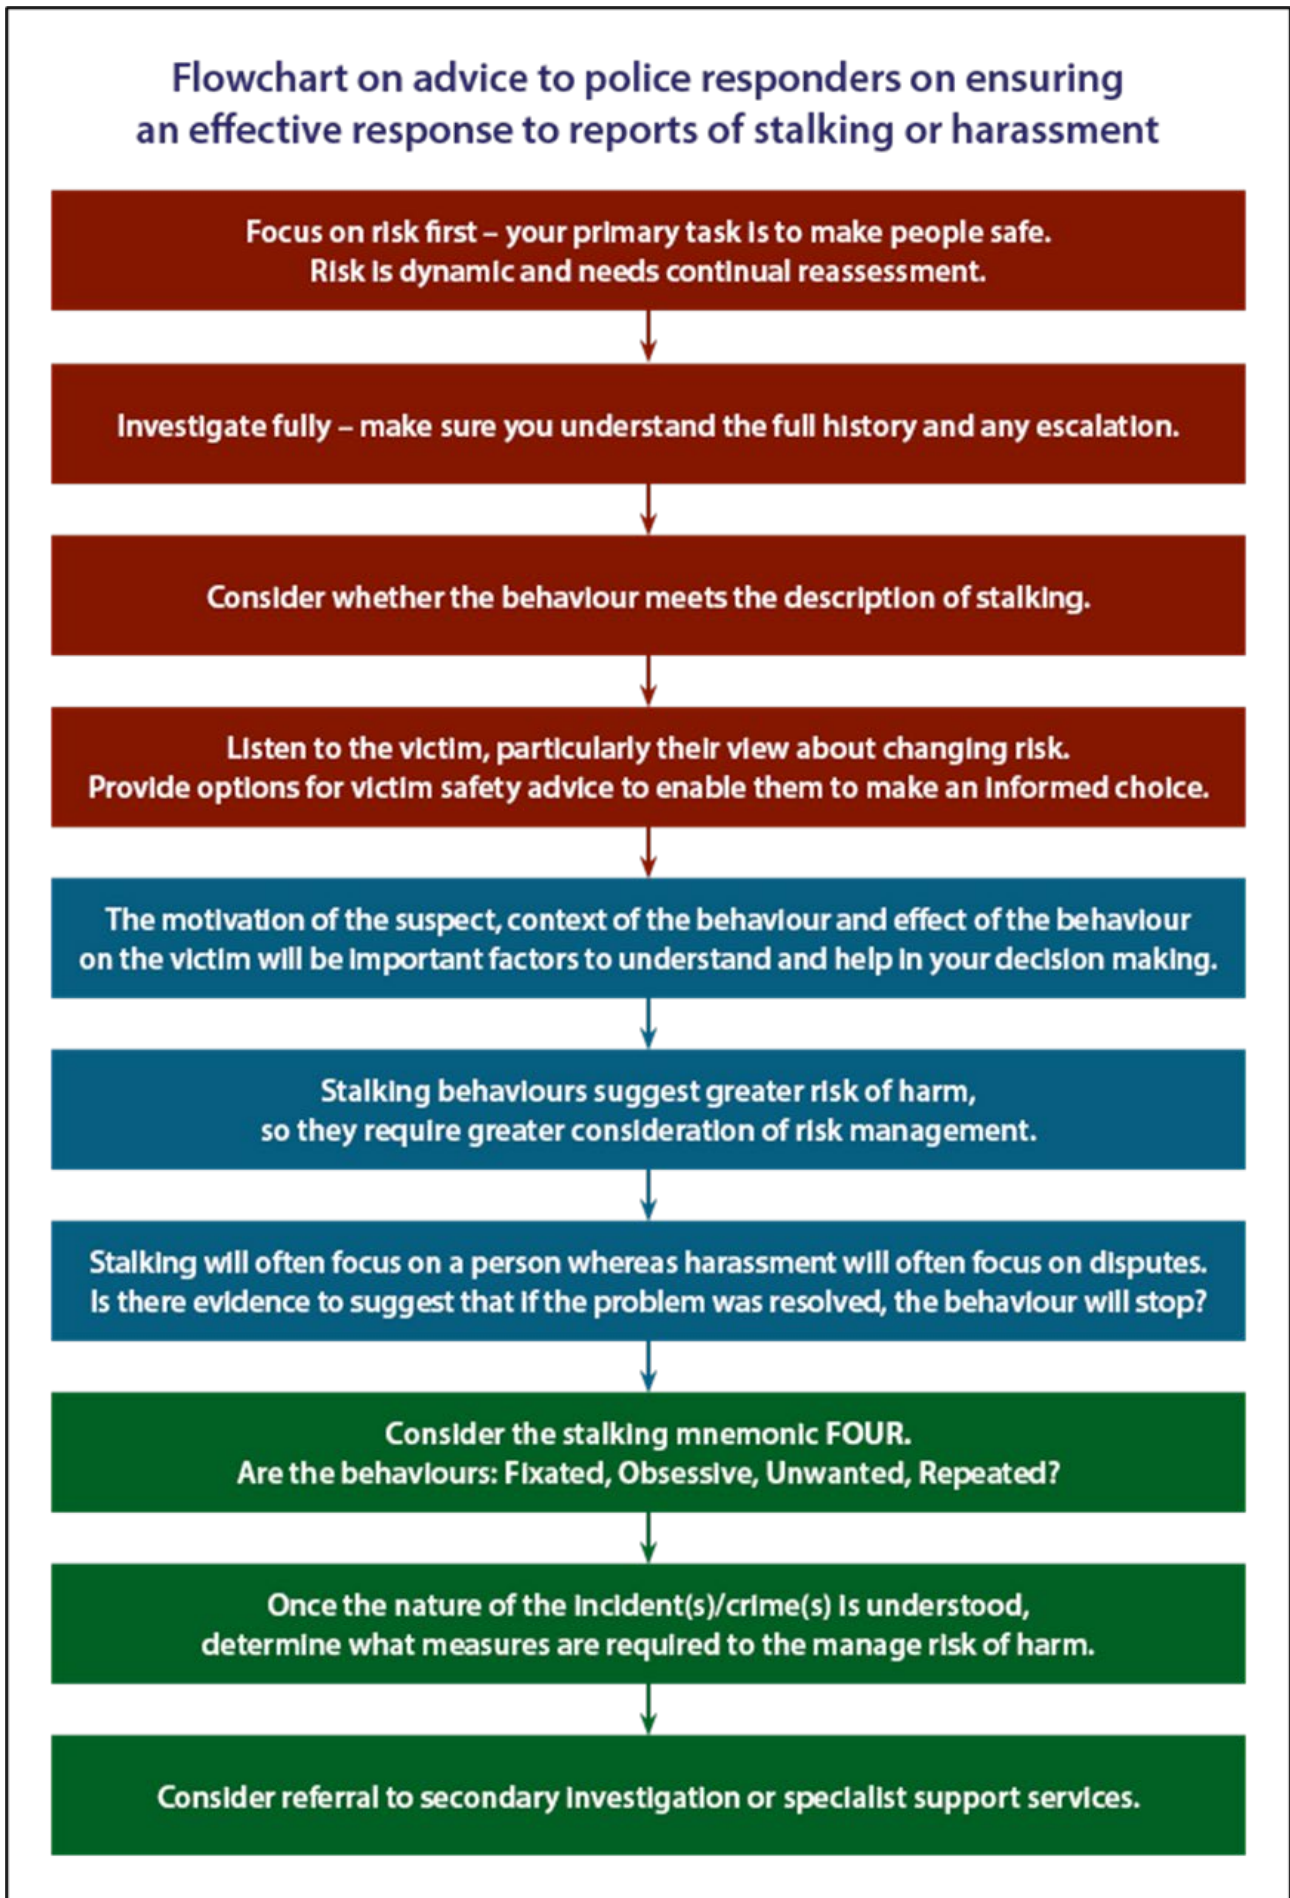 Flowchart on advice to police responders on ensuring
an effective response to reports of stalking or harassment
Focus on risk first – your primary task is to make people safe.
Risk is dynamic and needs continual reassessment.
Investigate fully – make sure you understand the full history and any escalation.
Consider whether the behaviour meets the description of stalking.
Listen to the victim, particularly their view about changing risk.
Provide options for victim safety advice to enable them to make an informed choice.
The motivation of the suspect, context of the behaviour and effect of the behaviour
on the victim will be important factors to understand and help in your decision making.
Stalking behaviours suggest greater risk of harm,
so they require greater consideration of risk management.
Stalking will often focus on a person whereas harassment will often focus on disputes.
Is there evidence to suggest that if the problem was resolved, the behaviour will stop?
Consider the stalking mnemonic FOUR.
Are the behaviours: Fixated, Obsessive, Unwanted, Repeated?
Once the nature of the incident(s)/crime(s) is understood,
determine what measures are required to the manage risk of harm.
Consider referral to secondary investigation or specialist support services.